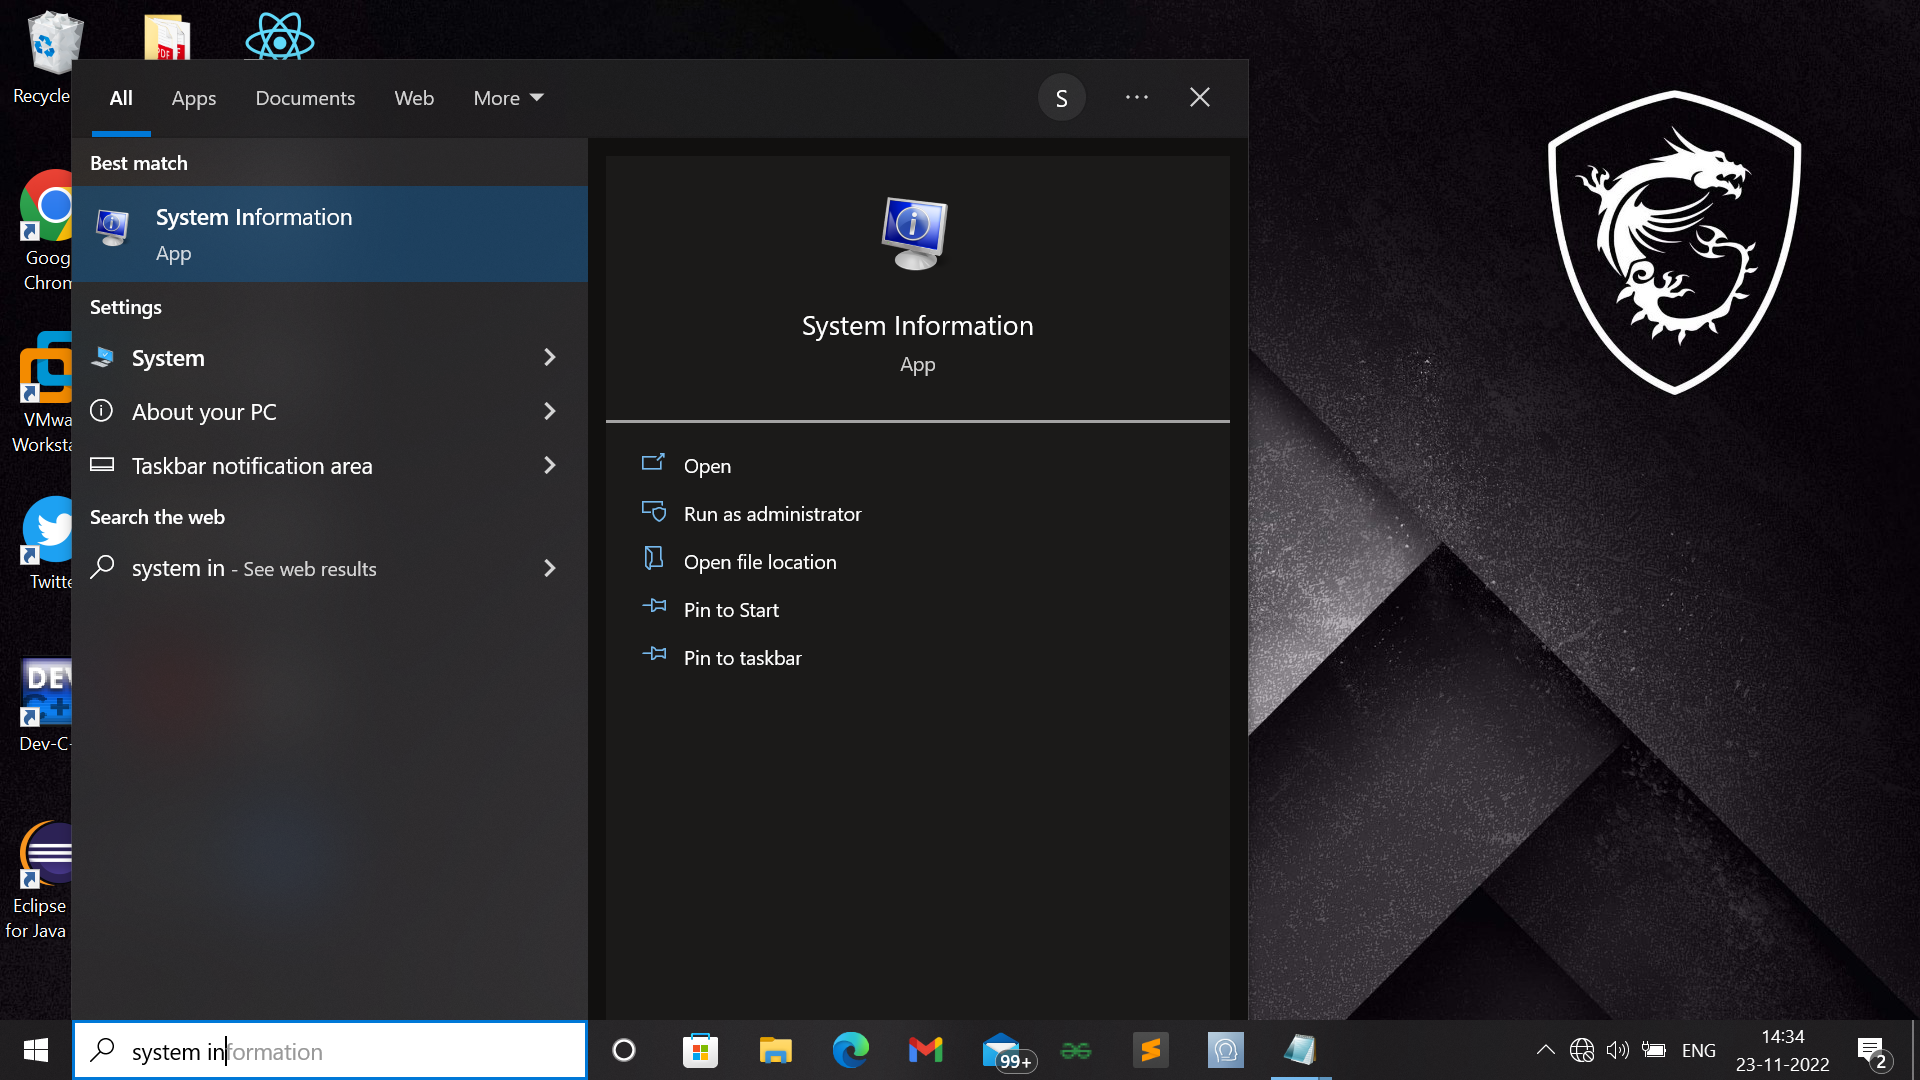 All Apps Documents Web More S
Recycle
Best match
System Information
App
Settings
System
About your PC
Taskbar notification area
Search the web
system in - See web results
System Information
App
Open
Run as administrator
Open file location
Pin to Start
Pin to taskbar
PDF
Goog
Chrom
VMwa
Worksta
Twitte
DEV
C+
Dev-C-
Eclipse
for Java
system information
99+
ENG
14:34
23-11-2022
2